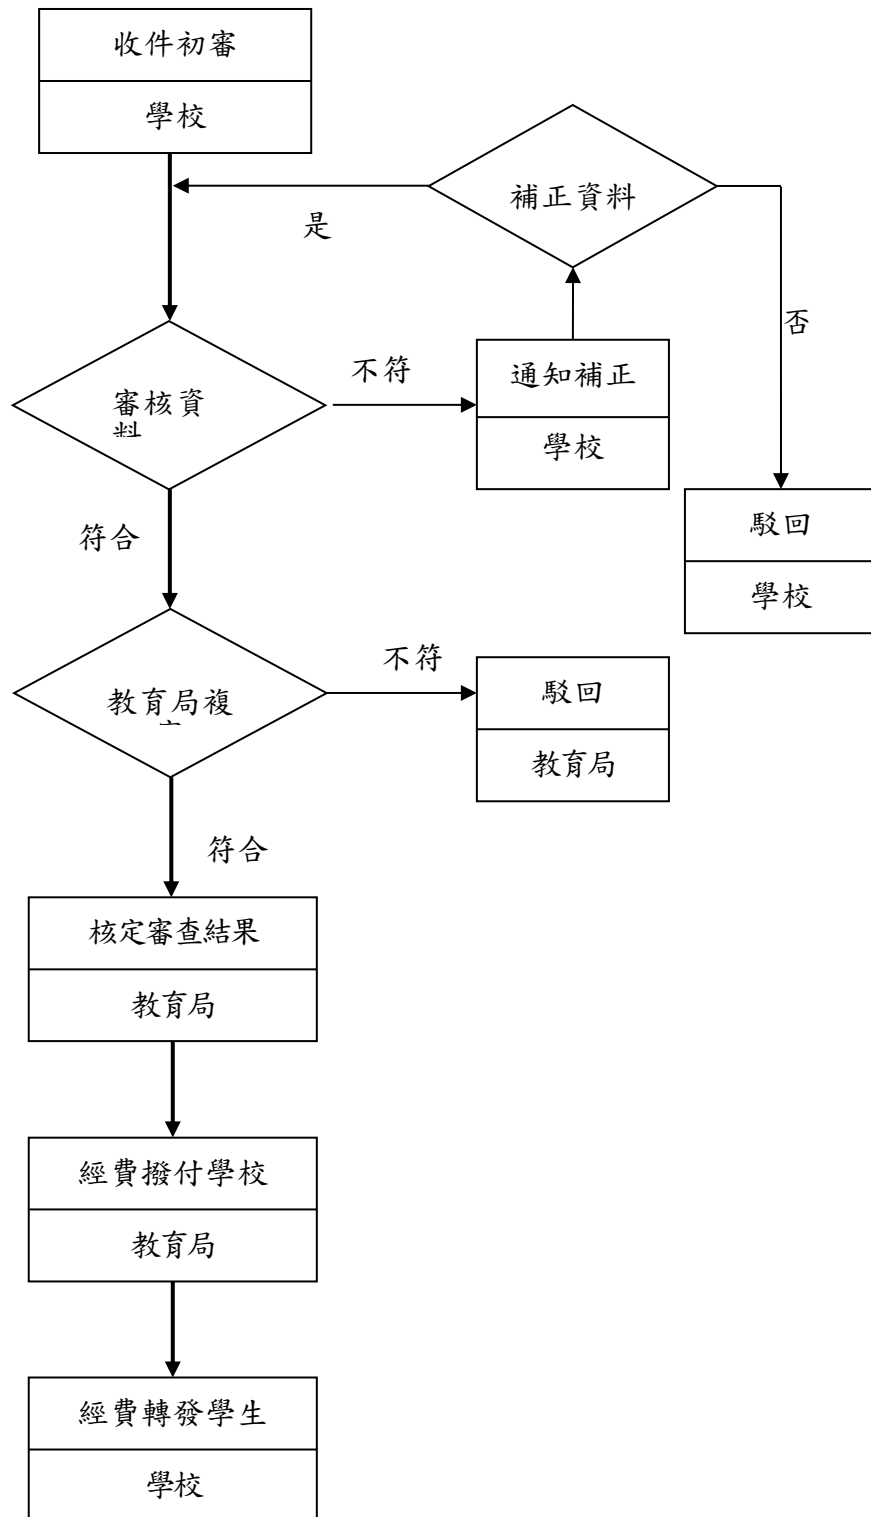 收件初審
學校
補正資料
是
否
不符
通知補正
學校
審核資
料
符合
駁回
學校
不符
教育局複
駁回
教育局
符合
核定審查結果
教育局
經費撥付學校
教育局
經費轉發學生
學校